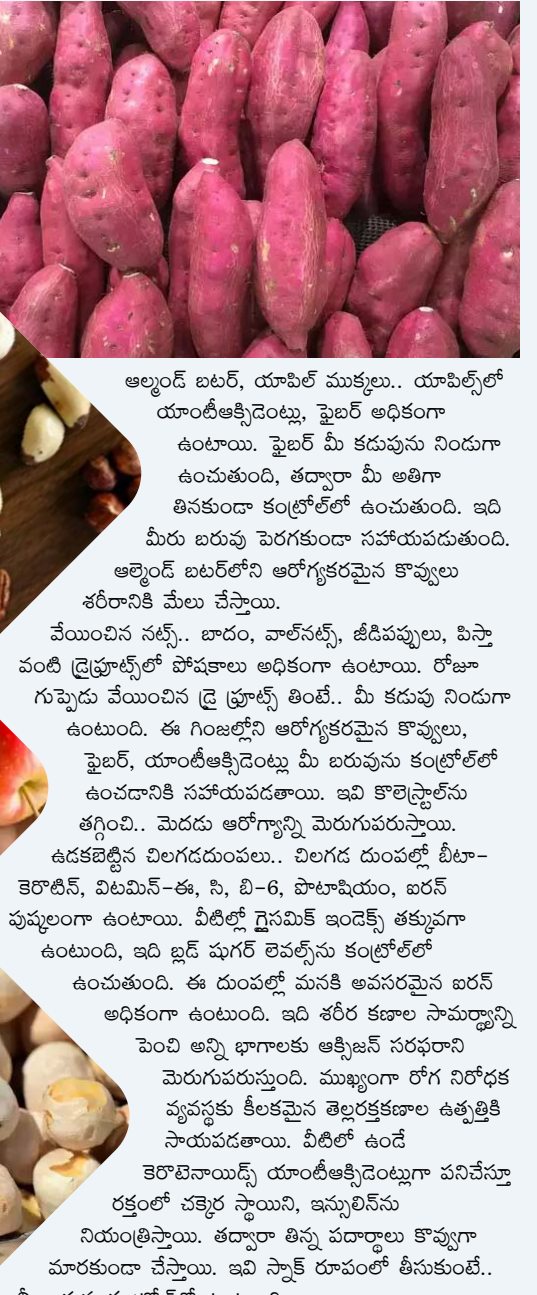 ఆల్మండ్ బటర్, యాపిల్ ముక్కలు.. యాపిల్స్‌లో
యాంటీఆక్సిడెంట్లు, ఫైబర్ అధికంగా
ఉంటాయి. ఫైబర్ మీ కడుపును నిండుగా
ఉంచుతుంది, తద్వారా మీ అతిగా
తినకుండా కంట్రోల్‌లో ఉంచుతుంది. ఇది
మీరు బరువు పెరగకుండా సహాయపడుతుంది.
ఆల్మెండ్ బటర్‌లోని ఆరోగ్యకరమైన కొవ్వులు
శరీరానికి మేలు చేస్తాయి.
వేయించిన నట్స్.. బాదం, వాల్‌నట్స్, జీడిపప్పులు, పిస్తా
వంటి డ్రైఫ్రూట్స్‌లో పోషకాలు అధికంగా ఉంటాయి. రోజూ
గుప్పెడు వేయించిన డ్రై ఫ్రూట్స్ తింటే.. మీ కడుపు నిండుగా
ఉంటుంది. ఈ గింజల్లోని ఆరోగ్యకరమైన కొవ్వులు,
ఫైబర్, యాంటీఆక్సిడెంట్లు మీ బరువును కంట్రోల్‌లో
ఉంచడానికి సహాయపడతాయి. ఇవి కొలెస్ట్రాల్‌ను
తగ్గించి.. మెదడు ఆరోగ్యాన్ని మెరుగుపరుస్తాయి.
ఉడకబెట్టిన చిలగడదుంపలు.. చిలగడ దుంపల్లో బీటా-
కెరొటిన్, విటమిన్-ఈ, సి, బి-6, పొటాషియం, ఐరన్
పుష్కలంగా ఉంటాయి. వీటిల్లో గ్లైసమిక్ ఇండెక్స్ తక్కువగా
ఉంటుంది, ఇది బ్లడ్ షుగర్ లెవల్స్‌ను కంట్రోల్‌లో
ఉంచుతుంది. ఈ దుంపల్లో మనకి అవసరమైన ఐరన్
అధికంగా ఉంటుంది. ఇది శరీర కణాల సామర్థ్యాన్ని
పెంచి అన్ని భాగాలకు ఆక్సిజన్ సరఫరాని
మెరుగుపరుస్తుంది. ముఖ్యంగా రోగ నిరోధక
వ్యవస్థకు కీలకమైన తెల్లరక్తకణాల ఉత్పత్తికి
సాయపడతాయి. వీటిలో ఉండే
కెరొటెనాయిడ్స్ యాంటీఆక్సిడెంట్లుగా పనిచేస్తూ
రక్తంలో చక్కెర స్థాయిని, ఇన్సులిన్‌ను
నియంత్రిస్తాయి. తద్వారా తిన్న పదార్థాలు కొవ్వుగా
మారకుండా చేస్తాయి. ఇవి స్నాక్ రూపంలో తీసుకుంటే..